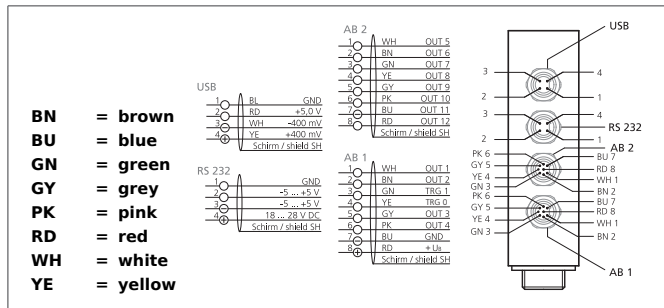 BN = brown
BU = blue
GN = green
GY = grey
PK = pink
RD = red
WH = white
YE = yellow
USB
1 BL GND
2 RD +5,0 V
3 WH -400 mV
4 YE +400 mV
Schirm / shield SH
RS 232
1 GND
2 -5 ... +5 V
3 -5 ... +5 V
4 18 ... 28 V DC
Schirm / shield SH
AB 2
1 WH OUT 5
2 BN OUT 6
3 GN OUT 7
4 YE OUT 8
5 GY OUT 9
6 PK OUT 10
7 BU OUT 11
8 RD OUT 12
Schirm / shield SH
AB 1
1 WH OUT 1
2 BN OUT 2
3 GN TRG 1
4 YE TRG 0
5 GY OUT 3
6 PK OUT 4
7 BU GND
8 RD + UB
Schirm / shield SH
USB
3 4
2 1
3 4
RS 232
2 1
AB 2
PK 6 BU 7
GY 5 RD 8
YE 4 WH 1
GN 3 BN 2
PK 6 BU 7
GY 5 RD 8
YE 4 WH 1
GN 3 BN 2
AB 1